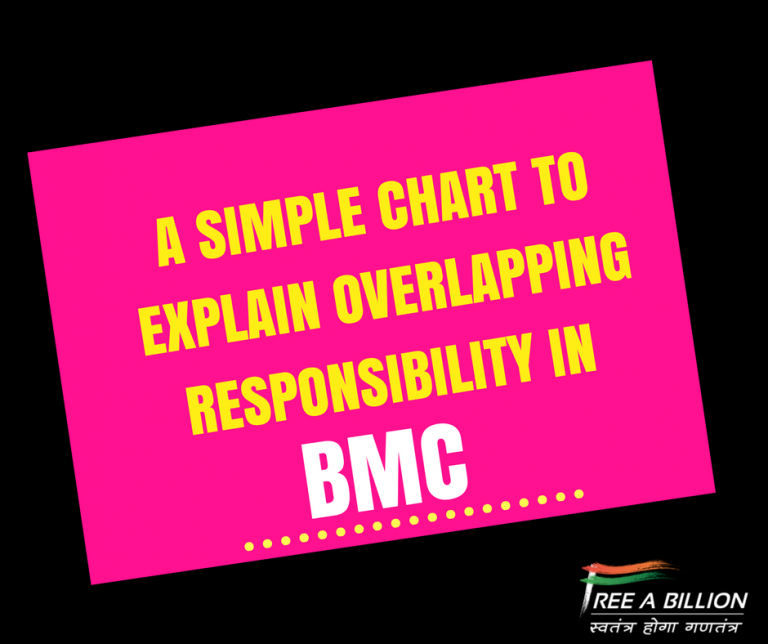 A SIMPLE CHART TO
EXPLAIN OVERLAPPING
RESPONSIBILITY IN
BMC
FREE A BILLION
स्वतंत्र होगा गणतंत्र